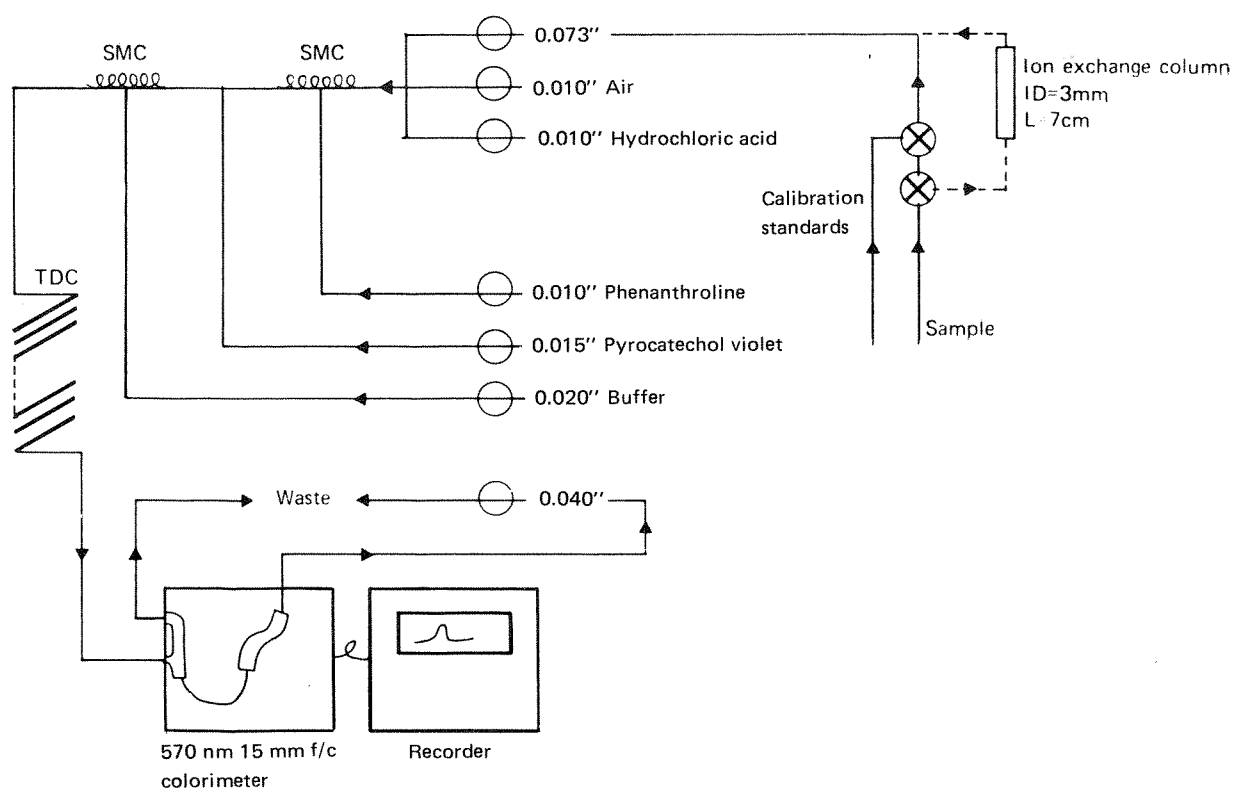 SMC
SMC
0.073″
0.010″ Air
0.010″ Hydrochloric acid
Ion exchange column
ID=3mm
L=7cm
Calibration
standards
TDC
0.010″ Phenanthroline
Sample
0.015″ Pyrocatechol violet
0.020″ Buffer
Waste
0.040″
570 nm 15 mm f/c
colorimeter
Recorder